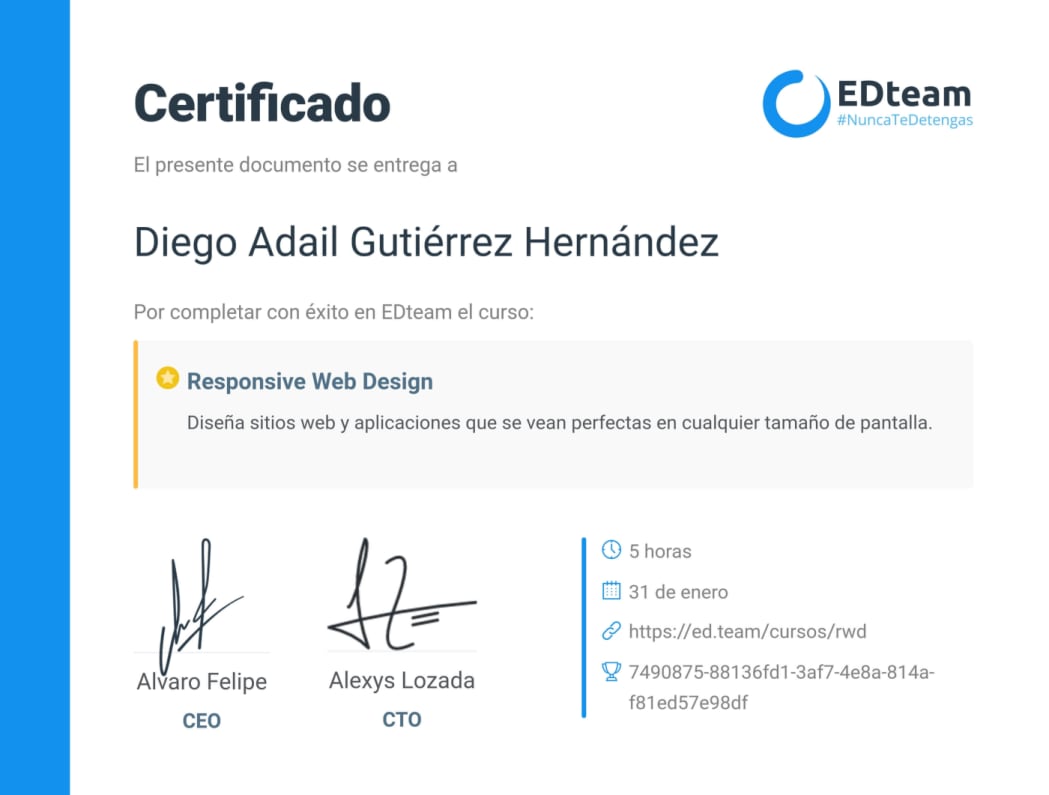 Certificado
EDteam
#NuncaTeDetengas
El presente documento se entrega a
Diego Adail Gutiérrez Hernández
Por completar con éxito en EDteam el curso:
Responsive Web Design
Diseña sitios web y aplicaciones que se vean perfectas en cualquier tamaño de pantalla.
Alvaro Felipe
CEO
Alexys Lozada
CTO
5 horas
31 de enero
https://ed.team/cursos/rwd
7490875-88136fd1-3af7-4e8a-814a-
f81ed57e98df